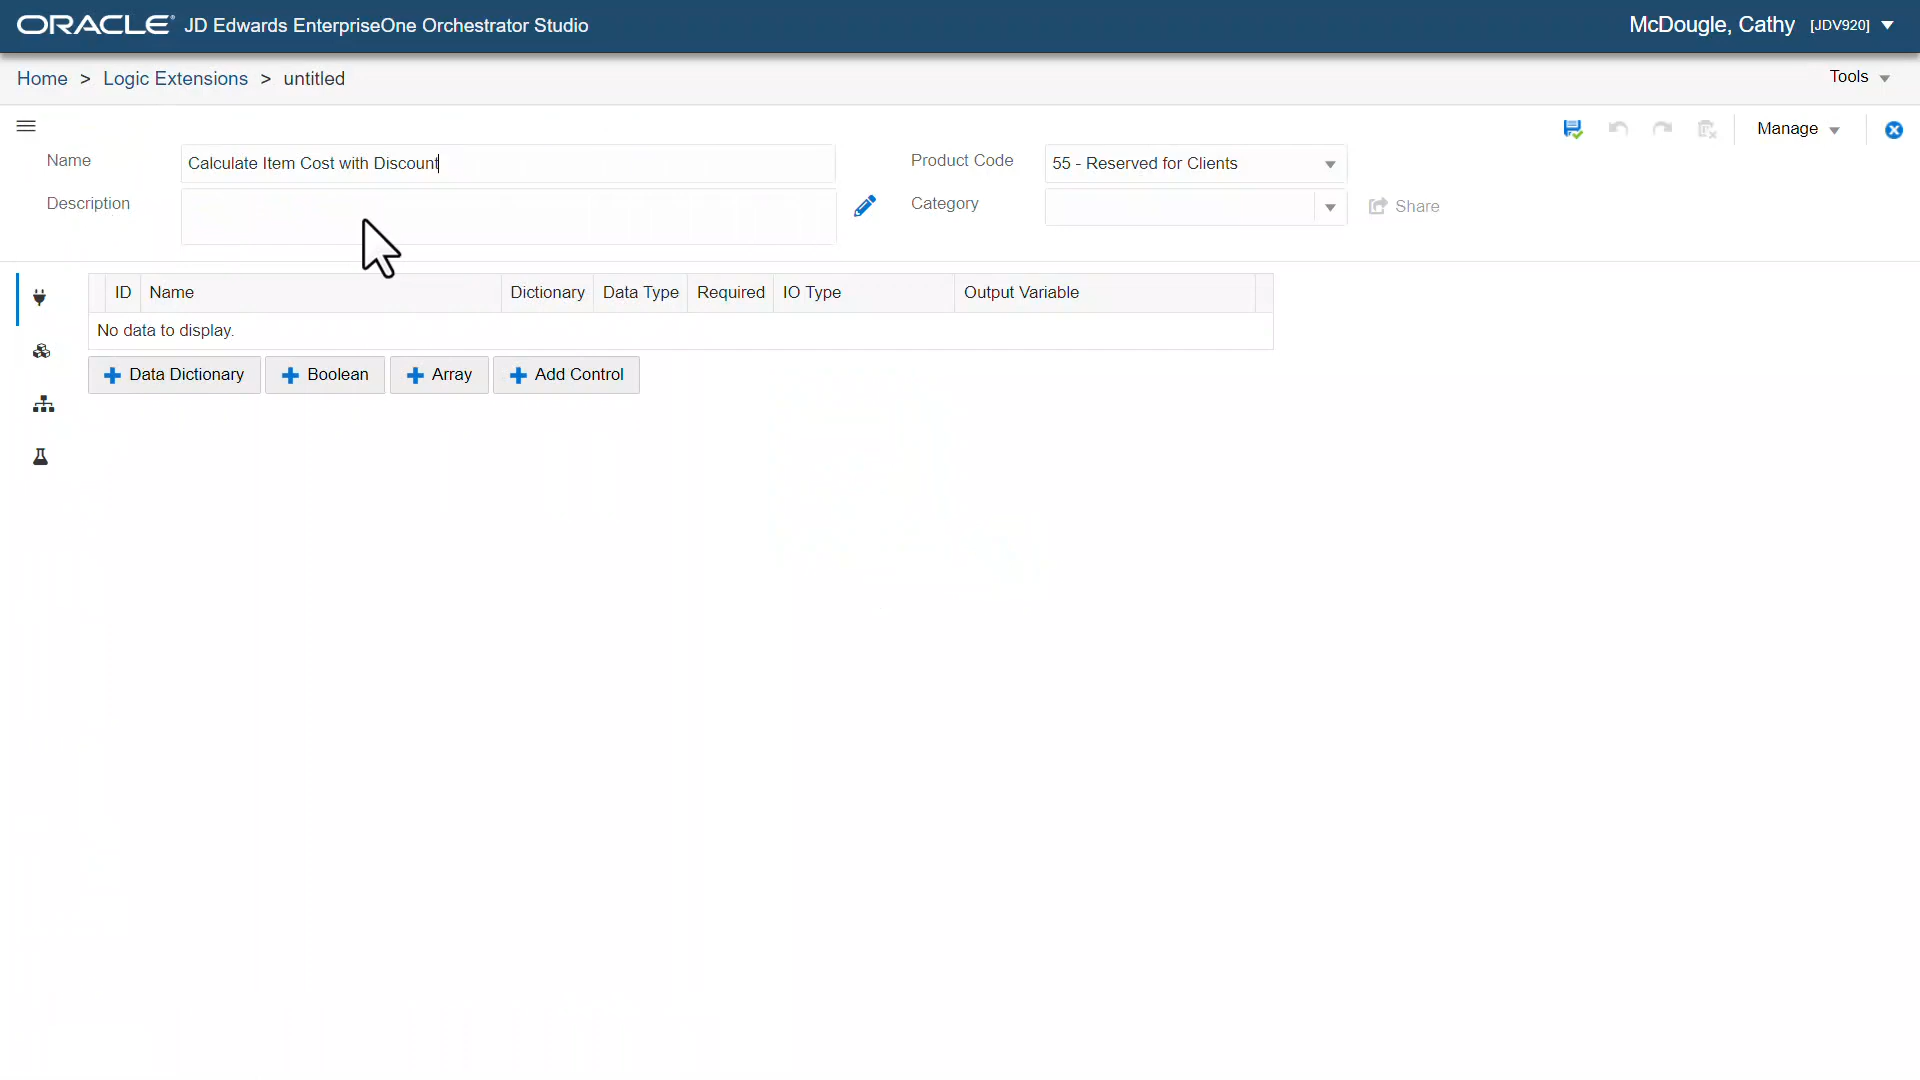 ORACLE JD Edwards EnterpriseOne Orchestrator Studio McDougle, Cathy [JDV920]
Home > Logic Extensions > untitled Tools
Manage
Name Calculate Item Cost with Discount Product Code 55 - Reserved for Clients
Description Category Share
ID Name Dictionary Data Type Required IO Type Output Variable
No data to display.
Data Dictionary Boolean Array Add Control